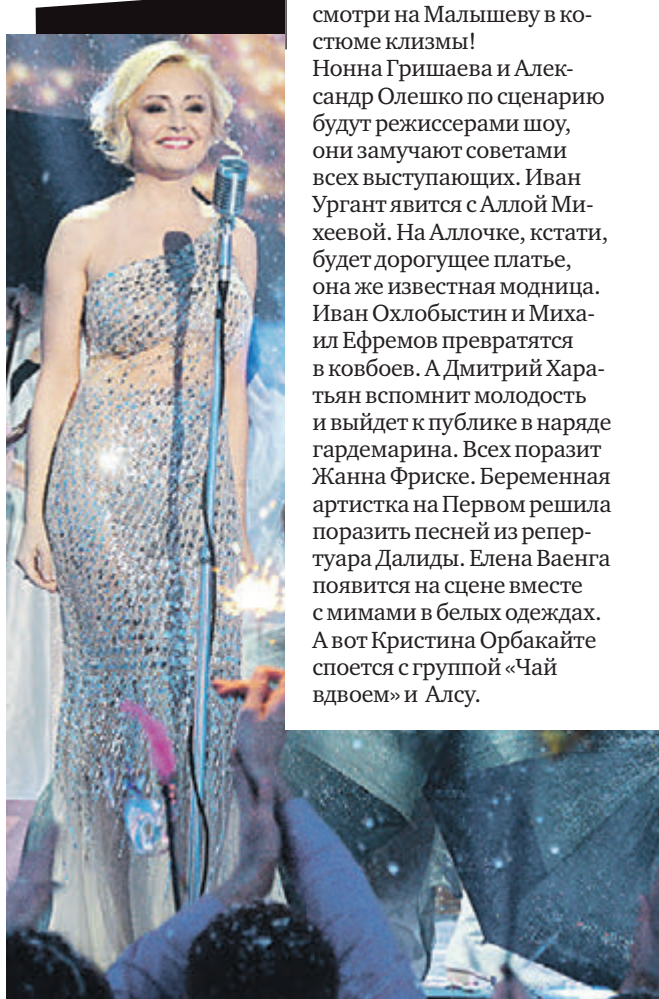 смотри на Малышеву в ко-
стюме клизмы!
Нонна Гришаева и Алек-
сандр Олешко по сценарию
будут режиссерами шоу,
они замучают советами
всех выступающих. Иван
Ургант явится с Аллой Ми-
хеевой. На Аллочке, кстати,
будет дорогущее платье,
она же известная модница.
Иван Охлобыстин и Миха-
ил Ефремов превратятся
в ковбоев. А Дмитрий Хара-
тьян вспомнит молодость
и выйдет к публике в наряде
гардемарина. Всех поразит
Жанна Фриске. Беременная
артистка на Первом решила
поразить песней из репер-
туара Далиды. Елена Ваенга
появится на сцене вместе
с мимами в белых одеждах.
А вот Кристина Орбакайте
споется с группой «Чай
вдвоем» и Алсу.